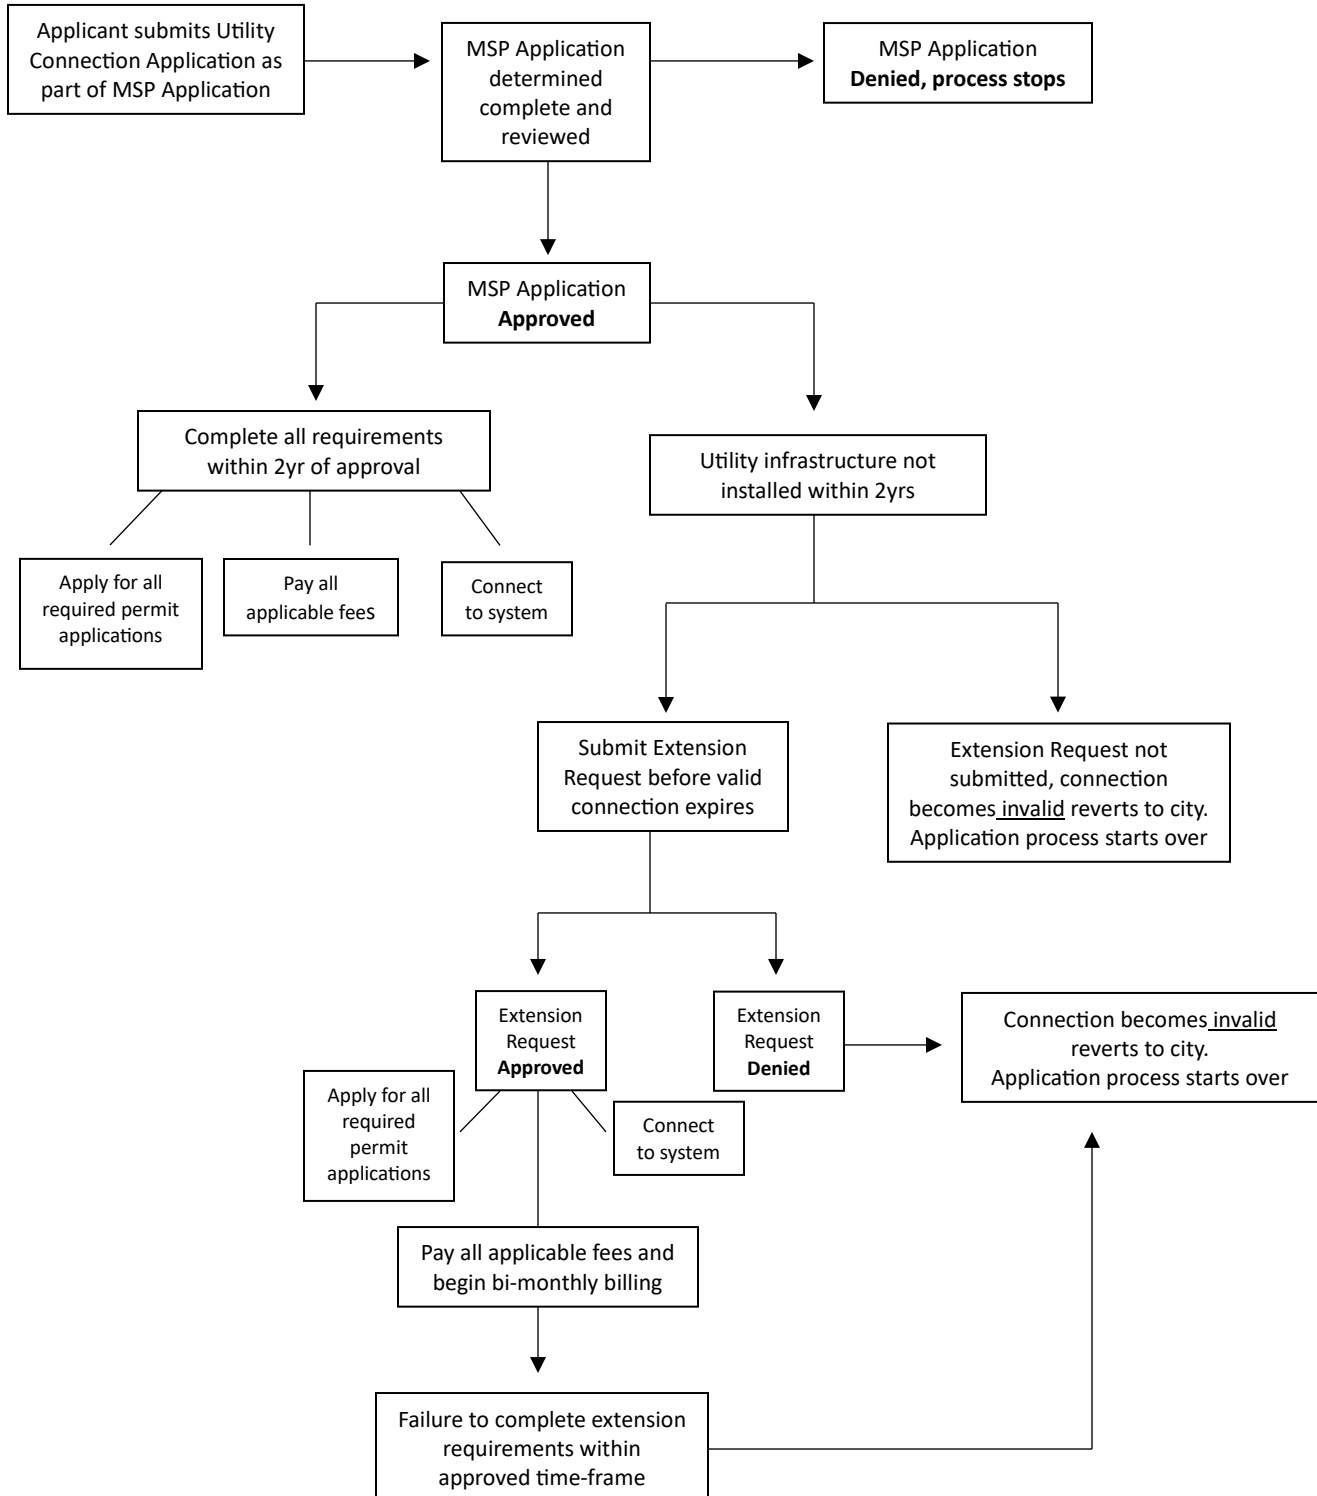 Applicant submits Utility
Connection Application as
part of MSP Application
MSP Application
determined
complete and
reviewed
MSP Application
Denied, process stops
MSP Application
Approved
Complete all requirements
within 2yr of approval
Utility infrastructure not
installed within 2yrs
Apply for all
required permit
applications
Pay all
applicable fees
Connect
to system
Submit Extension
Request before valid
connection expires
Extension Request not
submitted, connection
becomes invalid reverts to city.
Application process starts over
Extension
Request
Approved
Extension
Request
Denied
Connection becomes invalid
reverts to city.
Application process starts over
Apply for all
required
permit
applications
Connect
to system
Pay all applicable fees and
begin bi-monthly billing
Failure to complete extension
requirements within
approved time-frame